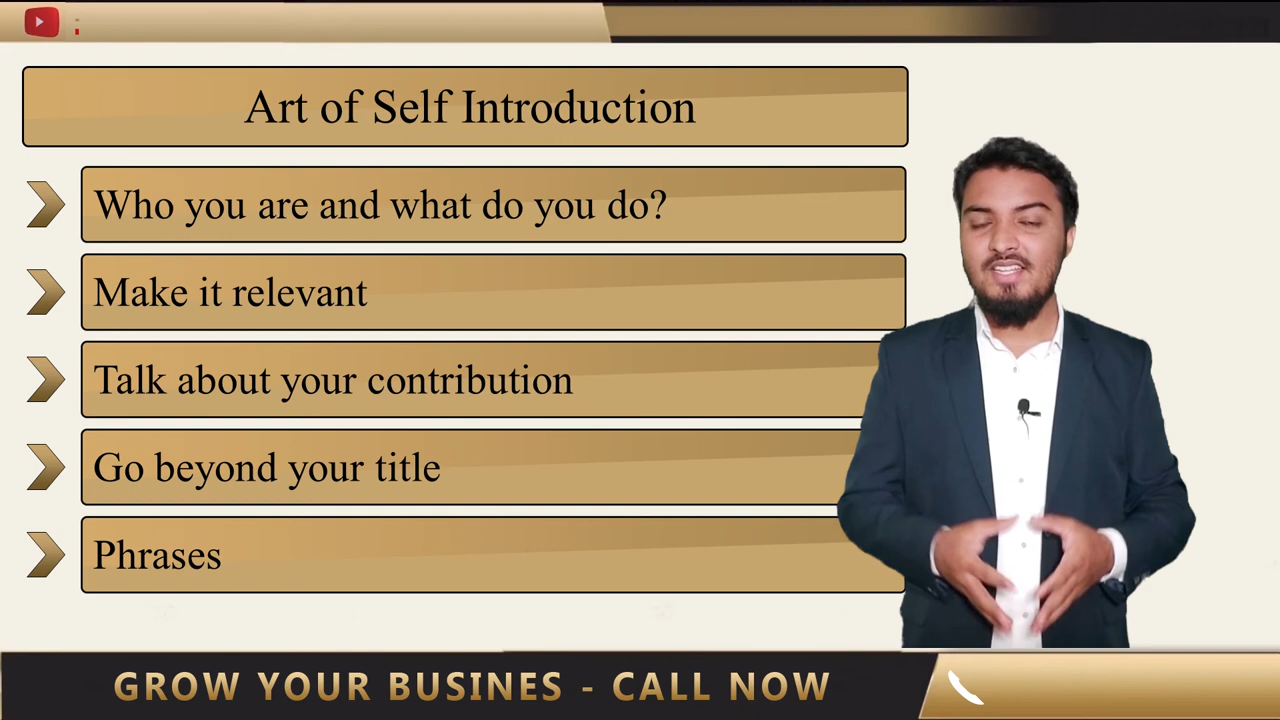 Art of Self Introduction
Who you are and what do you do?
Make it relevant
Talk about your contribution
Go beyond your title
Phrases
GROW YOUR BUSINES - CALL NOW